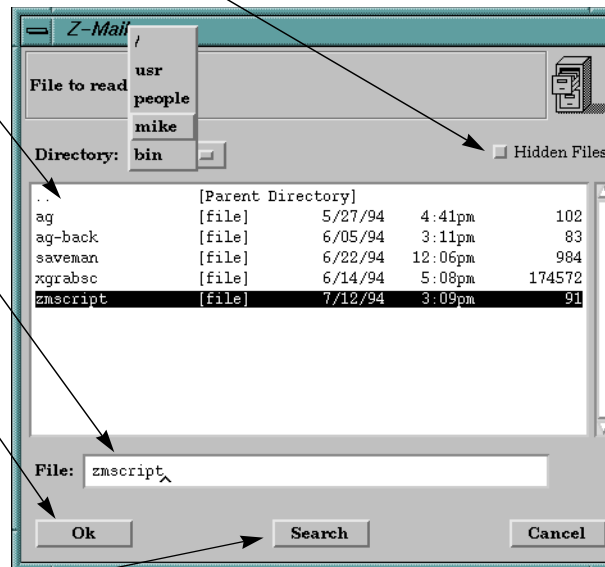 Z-Mail
/
usr
people
mike
bin
File to read
Directory:
Hidden Files
.. [Parent Directory]
ag [file] 5/27/94 4:41pm 102
ag-back [file] 6/05/94 3:11pm 83
saveman [file] 6/22/94 12:06pm 984
xgrabsc [file] 6/14/94 5:08pm 174572
zmscript [file] 7/12/94 3:09pm 91
File: zmscript
Ok Search Cancel